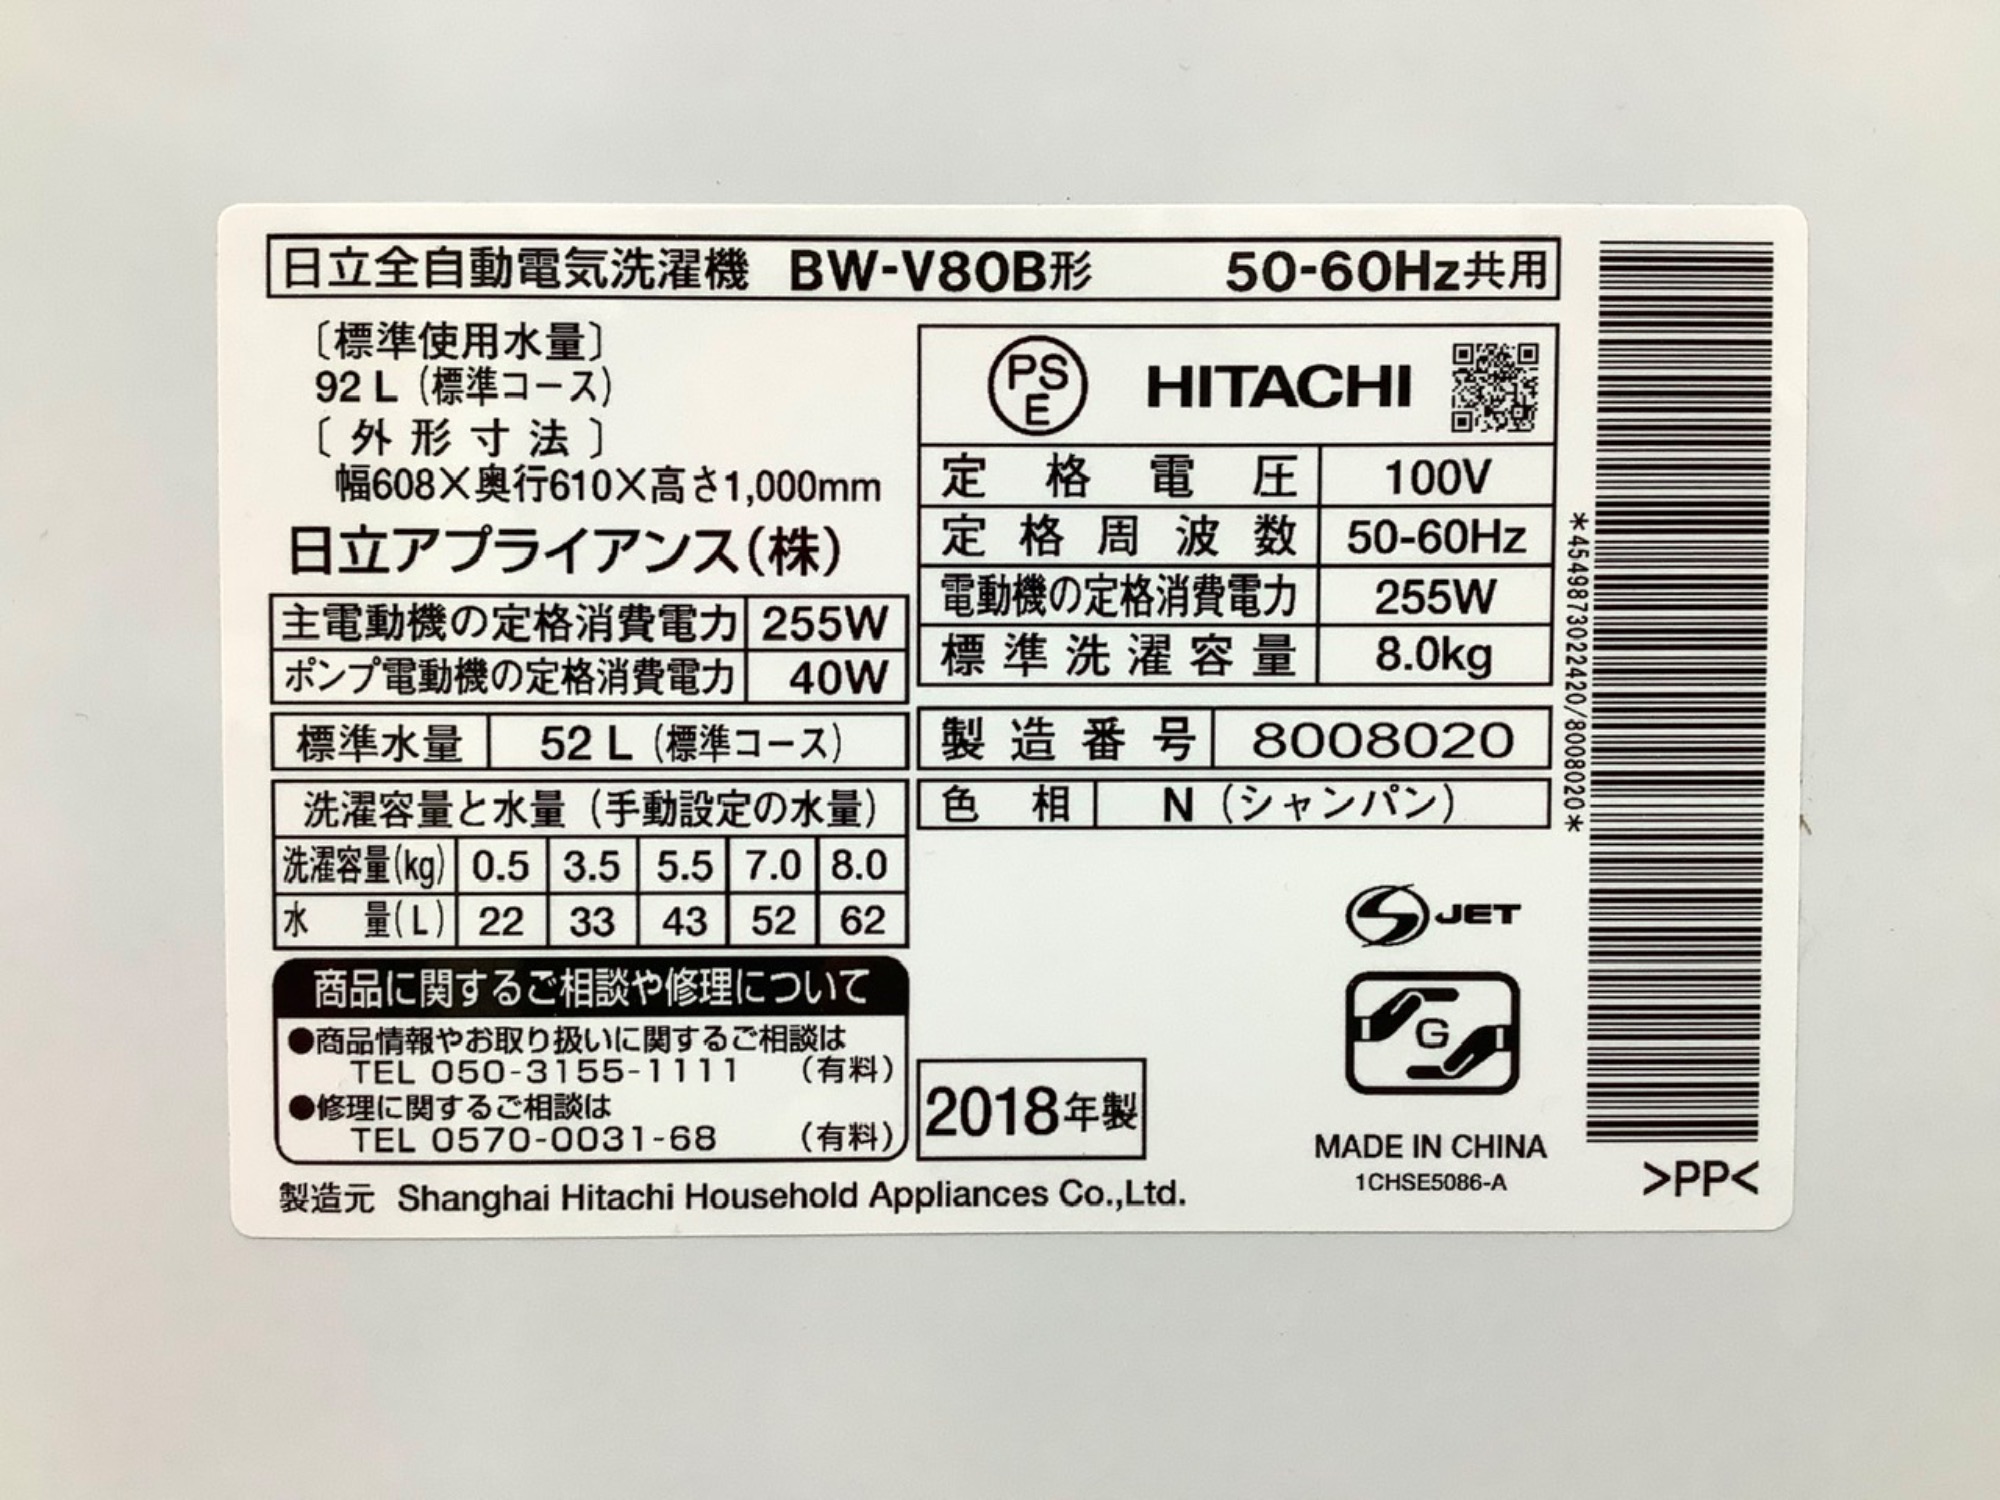 日立全自動電気洗濯機 BW-V80B形 50-60Hz共用
〔標準使用水量〕
92 L (標準コース)
〔外形寸法〕
幅608×奥行610×高さ1,000mm
日立アプライアンス(株)
主電動機の定格消費電力 255W
ポンプ電動機の定格消費電力 40W
標準水量 52 L (標準コース)
洗濯容量と水量 (手動設定の水量)
洗濯容量(kg) 0.5 3.5 5.5 7.0 8.0
水量(L) 22 33 43 52 62
商品に関するご相談や修理について
●商品情報やお取り扱いに関するご相談は
TEL 050-3155-1111 (有料)
●修理に関するご相談は
TEL 0570-0031-68 (有料)
製造元 Shanghai Hitachi Household Appliances Co.,Ltd.
PSE HITACHI
定格電圧 100V
定格周波数 50-60Hz
電動機の定格消費電力 255W
標準洗濯容量 8.0kg
製造番号 8008020
色相 N (シャンパン)
S JET
G
2018年製
MADE IN CHINA
1CHSE5086-A
*4549873022420/8008020*
>PP<